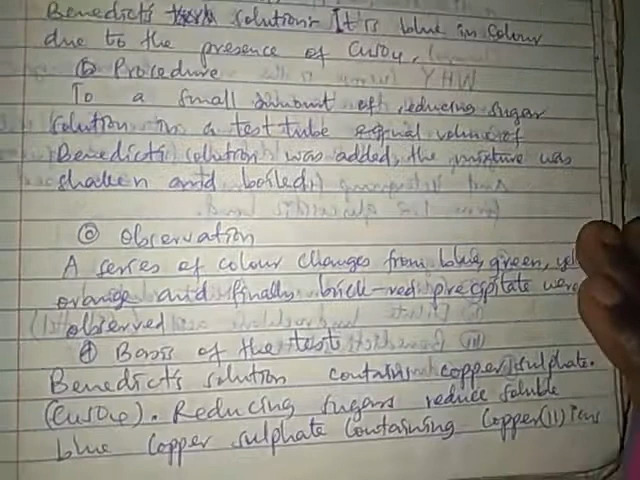 Benedict's solution:- It is blue in colour
due to the presence of CuSO4.
(b) Procedure
To a small amount of reducing sugar
solution in a test tube equal volume of
Benedict's solution was added, the mixture was
shaken and boiled.
(c) Observation
A series of colour changes from blue, green,
orange and finally brick-red precipitate were
observed
(d) Basis of the test
Benedict's solution contains copper sulphate.
(CuSO4). Reducing sugars reduce soluble
blue copper sulphate containing Copper(II) ions